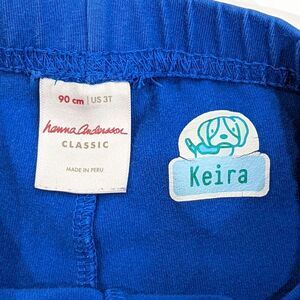 90 cm | US 3T
hanna andersson
CLASSIC
MADE IN PERU
Keira